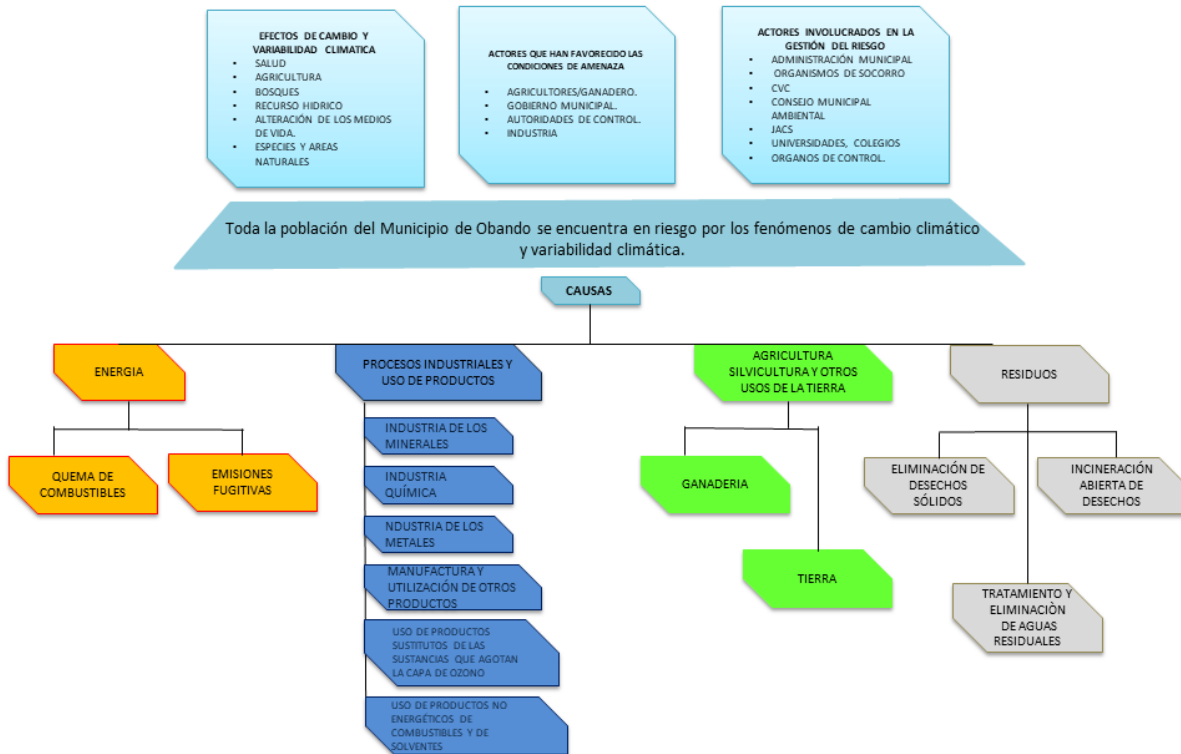 EFECTOS DE CAMBIO Y
VARIABILIDAD CLIMATICA
• SALUD
• AGRICULTURA
• BOSQUES
• RECURSO HIDRICO
• ALTERACIÓN DE LOS MEDIOS
DE VIDA.
• ESPECIES Y AREAS
NATURALES
ACTORES QUE HAN FAVORECIDO LAS
CONDICIONES DE AMENAZA
• AGRICULTORES/GANADERO.
• GOBIERNO MUNICIPAL.
• AUTORIDADES DE CONTROL.
• INDUSTRIA
ACTORES INVOLUCRADOS EN LA
GESTIÓN DEL RIESGO
• ADMINISTRACIÓN MUNICIPAL
• ORGANISMOS DE SOCORRO
• CVC
• CONSEJO MUNICIPAL
AMBIENTAL
• JACS
• UNIVERSIDADES, COLEGIOS
• ORGANOS DE CONTROL.
Toda la población del Municipio de Obando se encuentra en riesgo por los fenómenos de cambio climático
y variabilidad climática.
CAUSAS
ENERGIA
QUEMA DE
COMBUSTIBLES
EMISIONES
FUGITIVAS
PROCESOS INDUSTRIALES Y
USO DE PRODUCTOS
INDUSTRIA DE LOS
MINERALES
INDUSTRIA
QUÍMICA
NDUSTRIA DE LOS
METALES
MANUFACTURA Y
UTILIZACIÓN DE OTROS
PRODUCTOS
USO DE PRODUCTOS
SUSTITUTOS DE LAS
SUSTANCIAS QUE AGOTAN
LA CAPA DE OZONO
USO DE PRODUCTOS NO
ENERGÉTICOS DE
COMBUSTIBLES Y DE
SOLVENTES
AGRICULTURA
SILVICULTURA Y OTROS
USOS DE LA TIERRA
GANADERIA
TIERRA
RESIDUOS
ELIMINACIÓN DE
DESECHOS
SÓLIDOS
INCINERACIÓN
ABIERTA DE
DESECHOS
TRATAMIENTO Y
ELIMINACIÒN
DE AGUAS
RESIDUALES